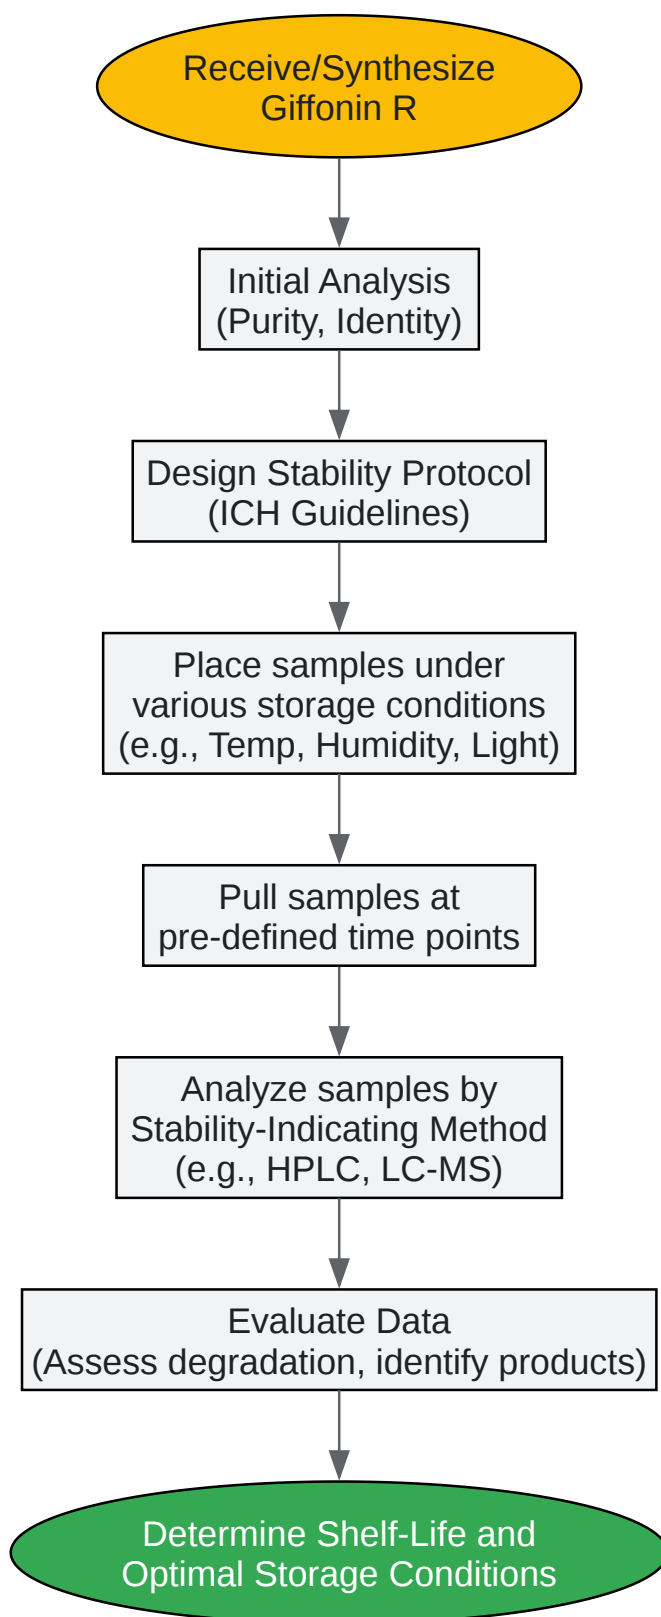 Receive/Synthesize
Giffonin R
Initial Analysis
(Purity, Identity)
Design Stability Protocol
(ICH Guidelines)
Place samples under
various storage conditions
(e.g., Temp, Humidity, Light)
Pull samples at
pre-defined time points
Analyze samples by
Stability-Indicating Method
(e.g., HPLC, LC-MS)
Evaluate Data
(Assess degradation, identify products)
Determine Shelf-Life and
Optimal Storage Conditions